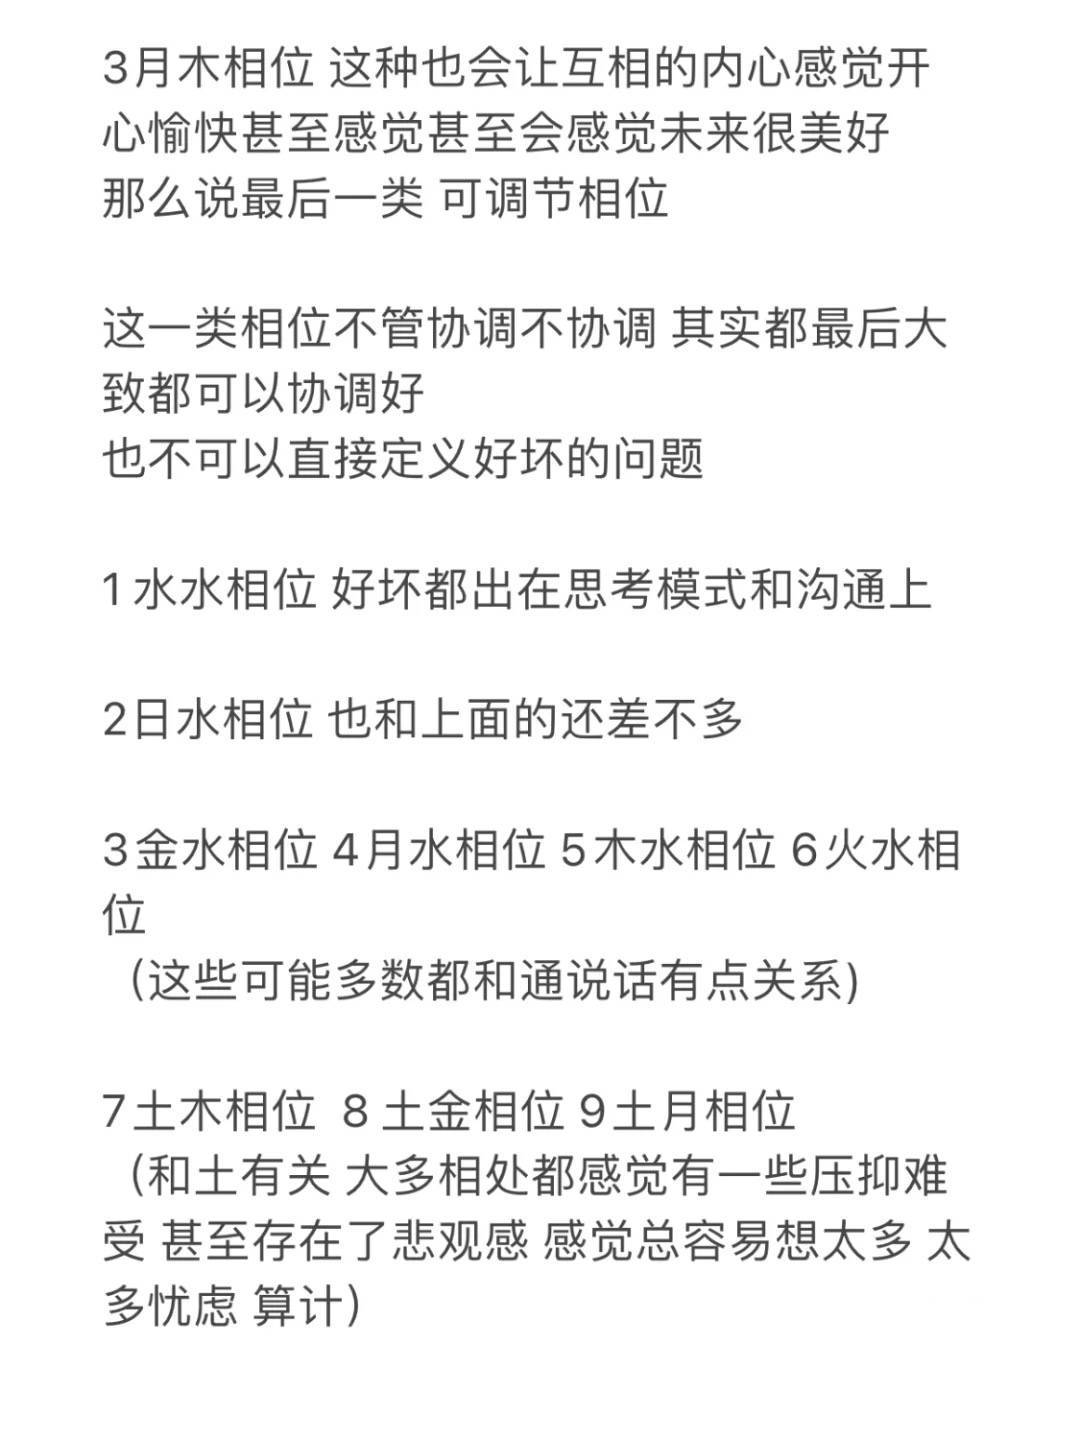 3月木相位 这种也会让互相的内心感觉开
心愉快甚至感觉甚至会感觉未来很美好
那么说最后一类 可调节相位
这一类相位不管协调不协调 其实都最后大
致都可以协调好
也不可以直接定义好坏的问题
1 水水相位 好坏都出在思考模式和沟通上
2日水相位 也和上面的还差不多
3金水相位 4月水相位 5木水相位 6火水相
位
（这些可能多数都和通说话有点关系)
7土木相位 8 土金相位 9土月相位
（和土有关 大多相处都感觉有一些压抑难
受 甚至存在了悲观感 感觉总容易想太多 太
多忧虑 算计）